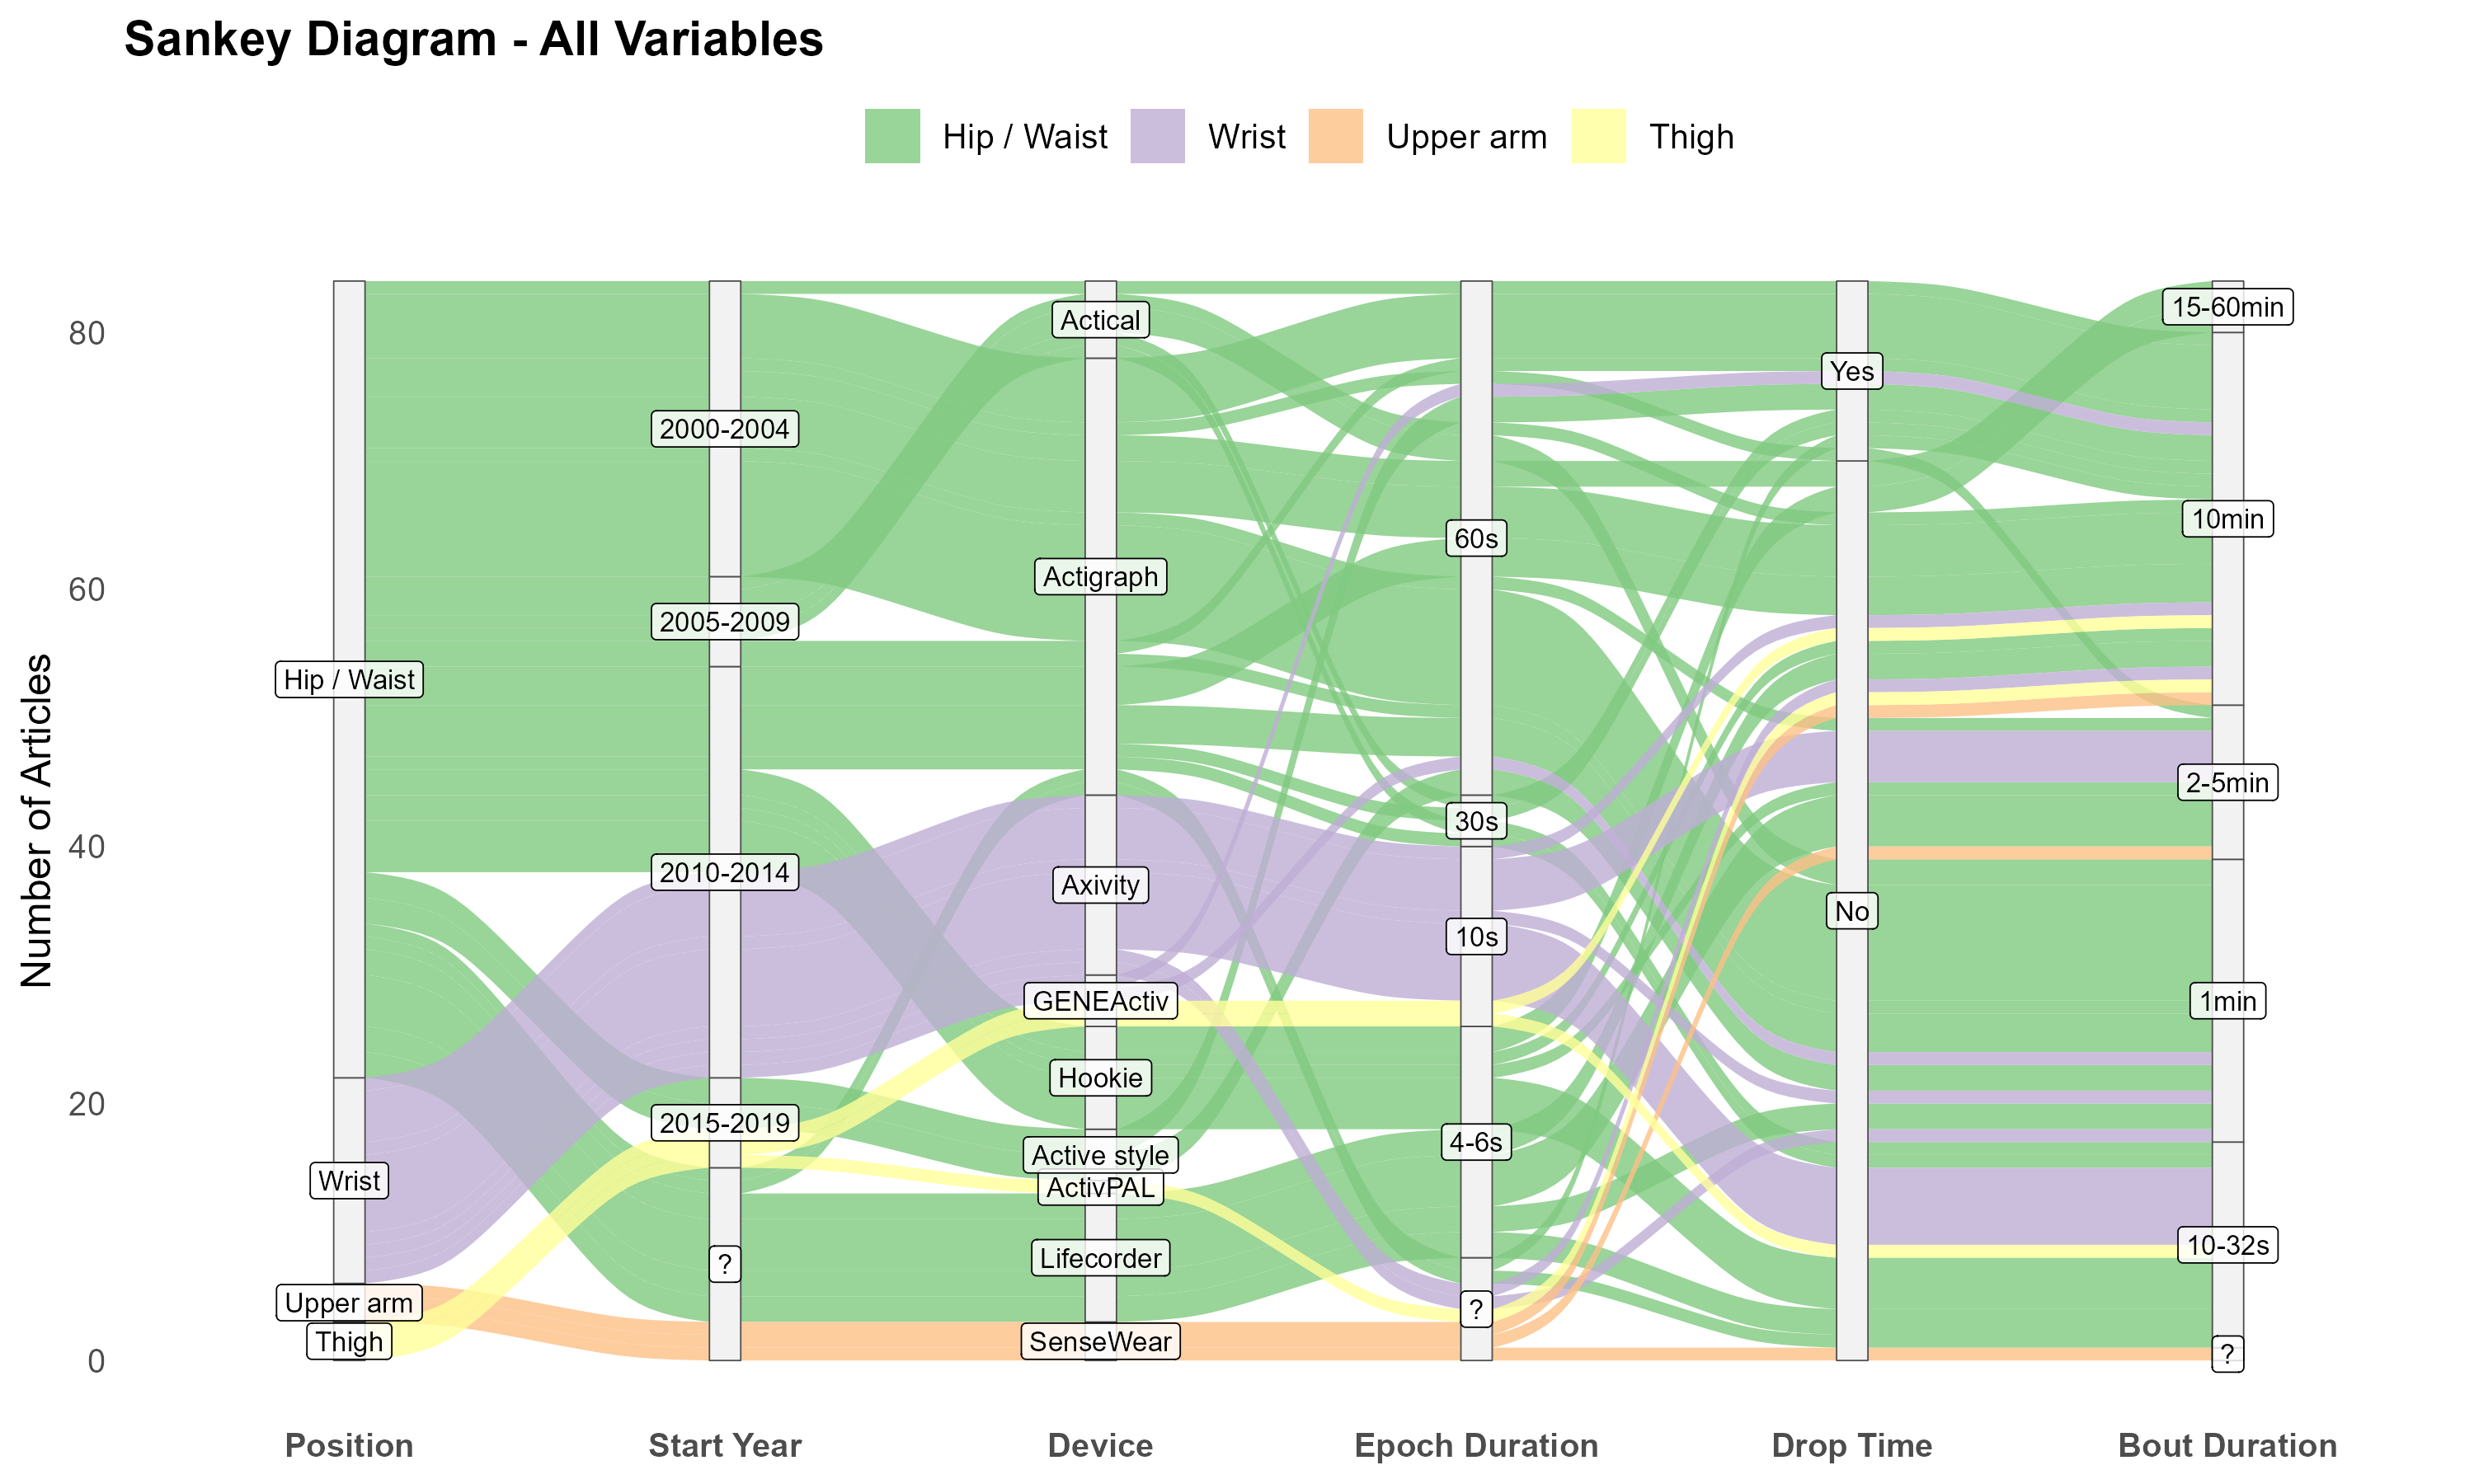 Sankey Diagram - All Variables
Hip / Waist
Wrist
Upper arm
Thigh
Number of Articles
80
60
40
20
0
Hip / Waist
Wrist
Upper arm
Thigh
2000-2004
2005-2009
2010-2014
2015-2019
?
Actical
Actigraph
Axivity
GENEActiv
Hookie
Active style
ActivPAL
Lifecorder
SenseWear
60s
30s
10s
4-6s
?
Yes
No
15-60min
10min
2-5min
1min
10-32s
?
Position
Start Year
Device
Epoch Duration
Drop Time
Bout Duration